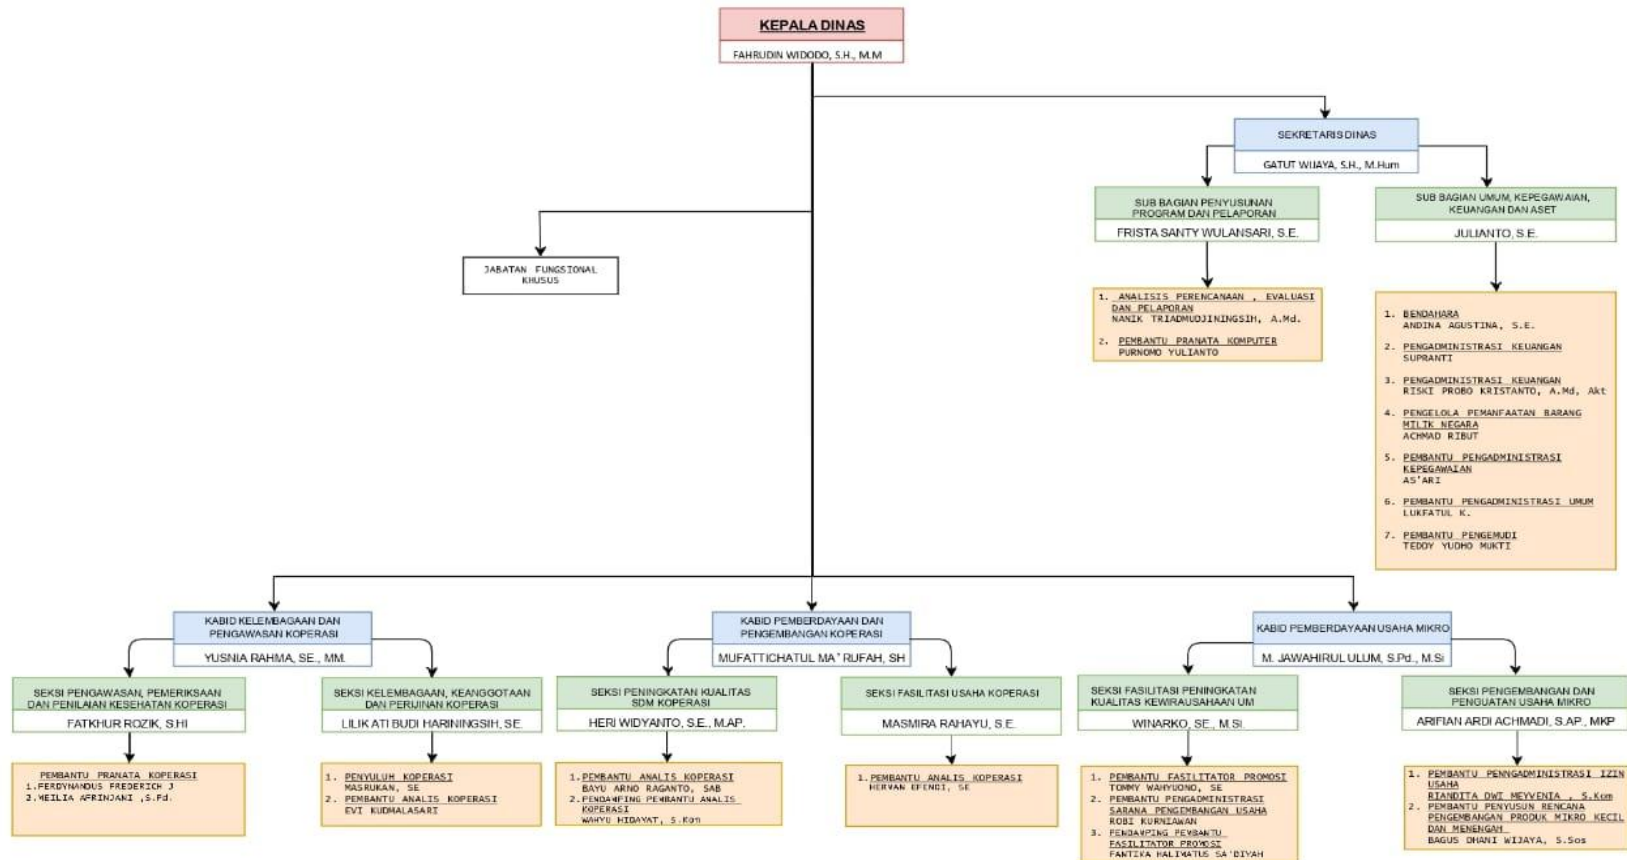 KEPALA DINAS
FAHRUDIN WIDODO, S.H., M.M
SEKRETARIS DINAS
GATUT WIJAYA, S.H., M.Hum
SUB BAGIAN PENYUSUNAN
PROGRAM DAN PELAPORAN
FRISTA SANTY WULANSARI, S.E.
SUB BAGIAN UMUM, KEPEGAWAIAN,
KEUANGAN DAN ASET
JULIANTO, S.E.
JABATAN FUNGSIONAL
KHUSUS
1. ANALISIS PERENCANAAN , EVALUASI
DAN PELAPORAN
NANIK TRIADMUDJININGSIH, A.Md.
2. PEMBANTU PRANATA KOMPUTER
PURNOMO YULIANTO
1. BENDAHARA
ANDINA AGUSTINA, S.E.
2. PENGADMINISTRASI KEUANGAN
SUPRANTI
3. PENGADMINISTRASI KEUANGAN
RISKI PROBO KRISTANTO, A.Md, Akt
4. PENGELOLA PEMANFAATAN BARANG
MILIK NEGARA
ACHMAD RIBUT
5. PEMBANTU PENGADMINISTRASI
KEPEGAWAIAN
AS'ARI
6. PEMBANTU PENGADMINISTRASI UMUM
LUKFATUL K.
7. PEMBANTU PENGEMUDI
TEDDY YUDHO MUKTI
KABID KELEMBAGAAN DAN
PENGAWASAN KOPERASI
YUSNIA RAHMA, SE., MM.
KABID PEMBERDAYAAN DAN
PENGEMBANGAN KOPERASI
MUFATTICHATUL MA'RUFAH, SH
KABID PEMBERDAYAAN USAHA MIKRO
M. JAWAHIRUL ULUM, S.Pd., M.Si
SEKSI PENGAWASAN, PEMERIKSAAN
DAN PENILAIAN KESEHATAN KOPERASI
FATKHUR ROZIK, S.HI
SEKSI KELEMBAGAAN, KEANGGOTAAN
DAN PERIJINAN KOPERASI
LILIK ATI BUDI HARININGSIH, SE.
SEKSI PENINGKATAN KUALITAS
SDM KOPERASI
HERI WIDYANTO, S.E., M.AP.
SEKSI FASILITASI USAHA KOPERASI
MASMIRA RAHAYU, S.E.
SEKSI FASILITASI PENINGKATAN
KUALITAS KEWIRAUSAHAAN UM
WINARKO, SE., M.Si.
SEKSI PENGEMBANGAN DAN
PENGUATAN USAHA MIKRO
ARIFIAN ARDI ACHMADI, S.AP., MKP
PEMBANTU PRANATA KOPERASI
1.FERDYNANDUS FREDERICH J
2.MEILIA AFRINJANI ,S.Pd.
1. PENYULUH KOPERASI
MASRUKAN, SE
2. PEMBANTU ANALIS KOPERASI
EVI KUDMALASARI
1.PEMBANTU ANALIS KOPERASI
BAYU ARNO RAGANTO, SAB
2.PENDAMPING PEMBANTU ANALIS
KOPERASI
WAHYU HIDAYAT, S.Kom
1.PEMBANTU ANALIS KOPERASI
HERVAN EFENDI, SE
1. PEMBANTU FASILITATOR PROMOSI
TOMMY WAHYUONO, SE
2. PEMBANTU PENGADMINISTRASI
SARANA PENGEMBANGAN USAHA
ROBI KURNIAWAN
3. PENDAMPING PEMBANTU
FASILITATOR PROMOSI
FANTIKA HALIMATUS SA'DIYAH
1. PEMBANTU PENNGADMINISTRASI IZIN
USAHA
RIANDITA DWI MEYVENIA , S.Kom
2. PEMBANTU PENYUSUN RENCANA
PENGEMBANGAN PRODUK MIKRO KECIL
DAN MENENGAH
BAGUS DHANI WIJAYA, S.Sos